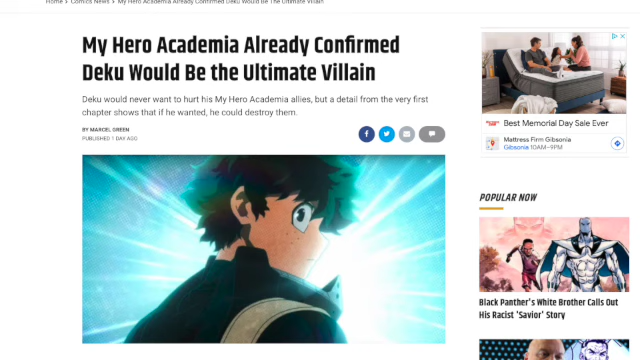 Home > Comics News > My Hero Academia Already Confirmed Deku Would Be The Ultimate Villain
My Hero Academia Already Confirmed
Deku Would Be the Ultimate Villain
Deku would never want to hurt his My Hero Academia allies, but a detail from the very first
chapter shows that if he wanted, he could destroy them.
BY MARCEL GREEN
PUBLISHED 1 DAY AGO
Best Memorial Day Sale Ever
Mattress Firm Gibsonia
Gibsonia 10AM–9PM
POPULAR NOW
Black Panther's White Brother Calls Out
His Racist 'Savior' Story